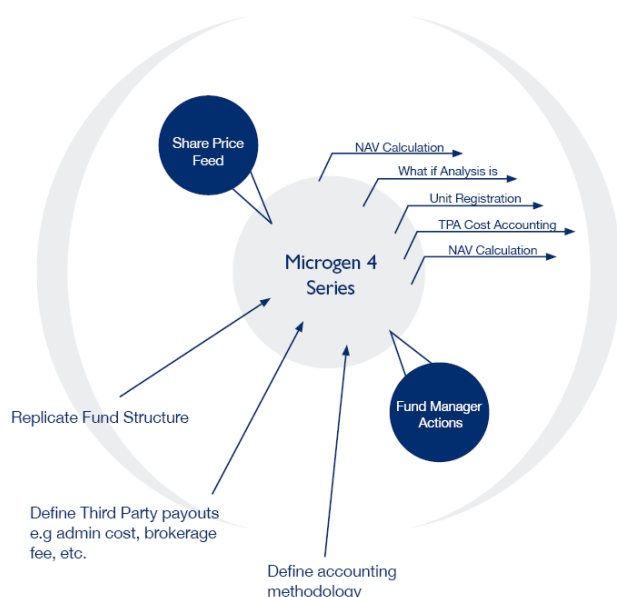 Share Price
Feed
NAV Calculation
What if Analysis is
Unit Registration
TPA Cost Accounting
NAV Calculation
Microgen 4
Series
Fund Manager
Actions
Replicate Fund Structure
Define Third Party payouts
e.g admin cost, brokerage
fee, etc.
Define accounting
methodology